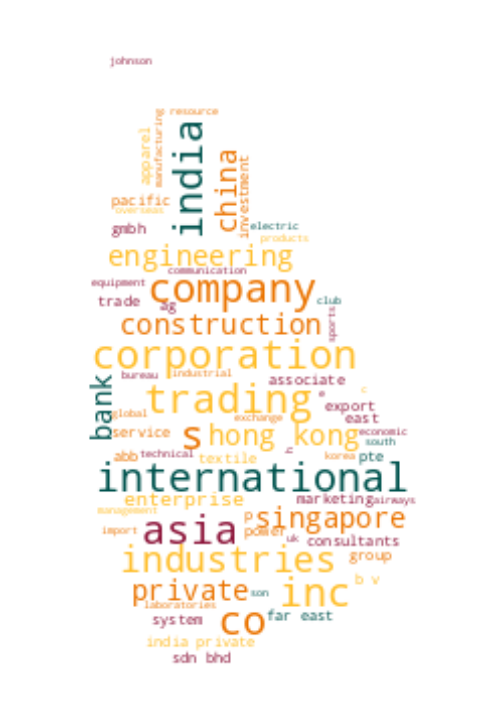 johnson
resource
manufacturing
apparel
india
china
investment
pacific
overseas
gmbh
electric
products
engineering
communication
equipment
company
trade
ag
club
sports
construction
corporation
bureau
industrial
associate
bank
trading
e
c
export
global
exchange
east
service
s
hong kong
economic
south
abb
technical
textile
c
korea
pte
international
enterprise
marketing
airways
management
p
singapore
import
asia
power
uk
consultants
industries
group
private
son
inc
b v
laboratories
system
co
far east
india private
sdn bhd